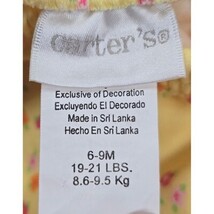 Carter's®
Exclusive of Decoration
Excluyendo El Decorado
Made in Sri Lanka
Hecho En Sri Lanka
6-9M
19-21 LBS.
8.6-9.5 Kg